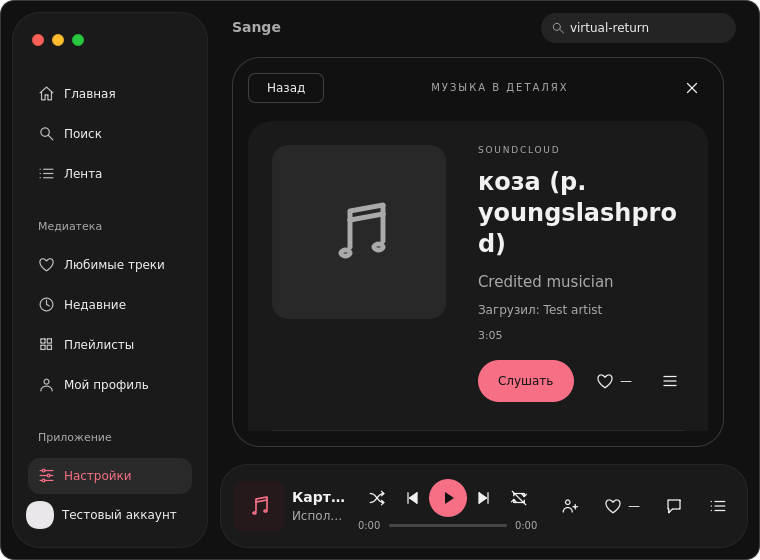 Sange
virtual-return
Главная
Поиск
Лента
Медиатека
Любимые треки
Недавние
Плейлисты
Мой профиль
Приложение
Настройки
Тестовый аккаунт
Назад
МУЗЫКА В ДЕТАЛЯХ
SOUNDCLOUD
коза (p.
youngslashpro
d)
Credited musician
Загрузил: Test artist
3:05
Слушать
—
Карт...
Испол...
0:00
0:00
—